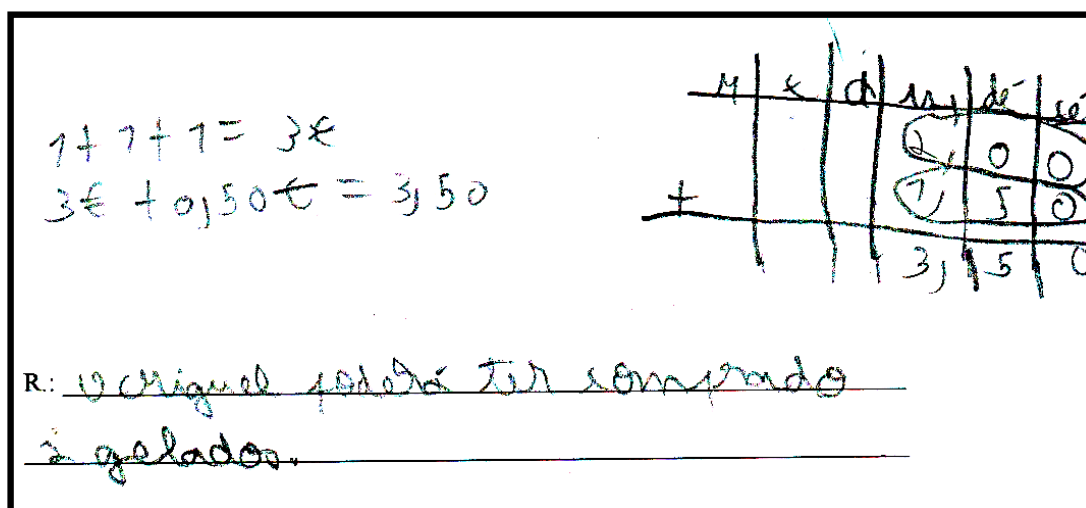 1+1+1= 3€
3€ + 0,50€ = 3,50
M c d u, dé cé
2, 0 0
+ 1, 5 0
3, 5 0
R.: O Miguel poderá ter comprado
2 gelados.